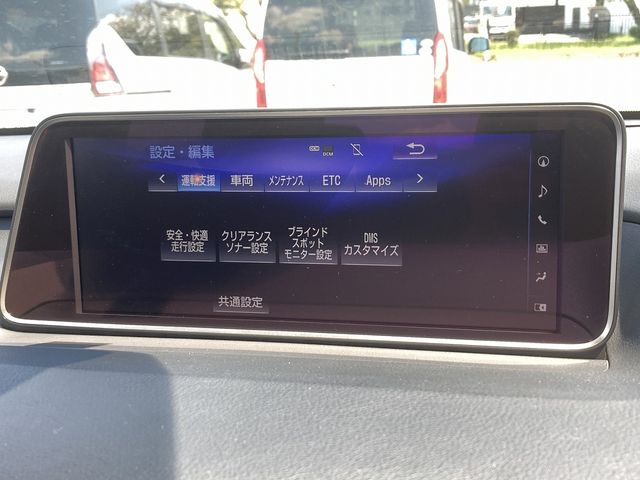 設定・編集
DCM
運転支援 車両 メンテナンス ETC Apps
安全・快適
走行設定
クリアランス
ソナー設定
ブラインド
スポット
モニター設定
DMS
カスタマイズ
共通設定